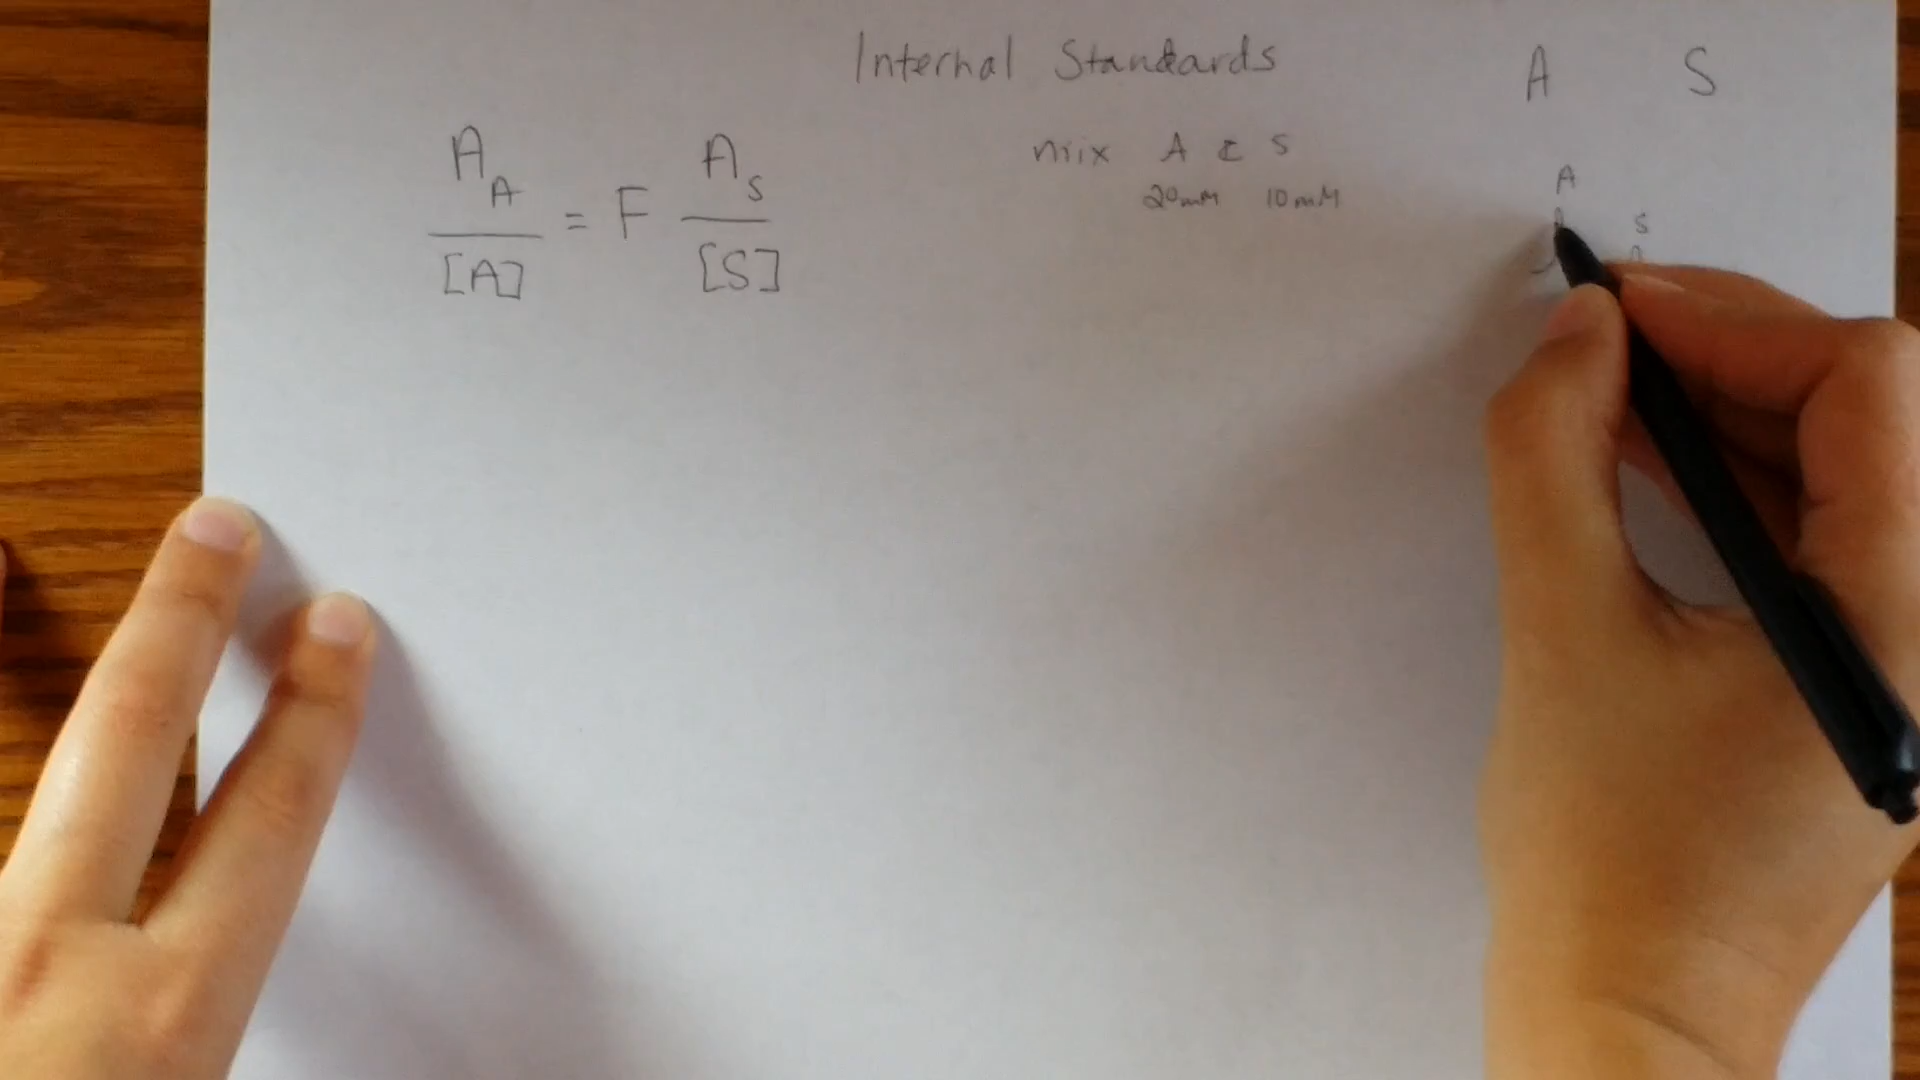 Internal Standards
A S
A_A / [A] = F A_S / [S]
mix A & S
20mM 10mM
A
S